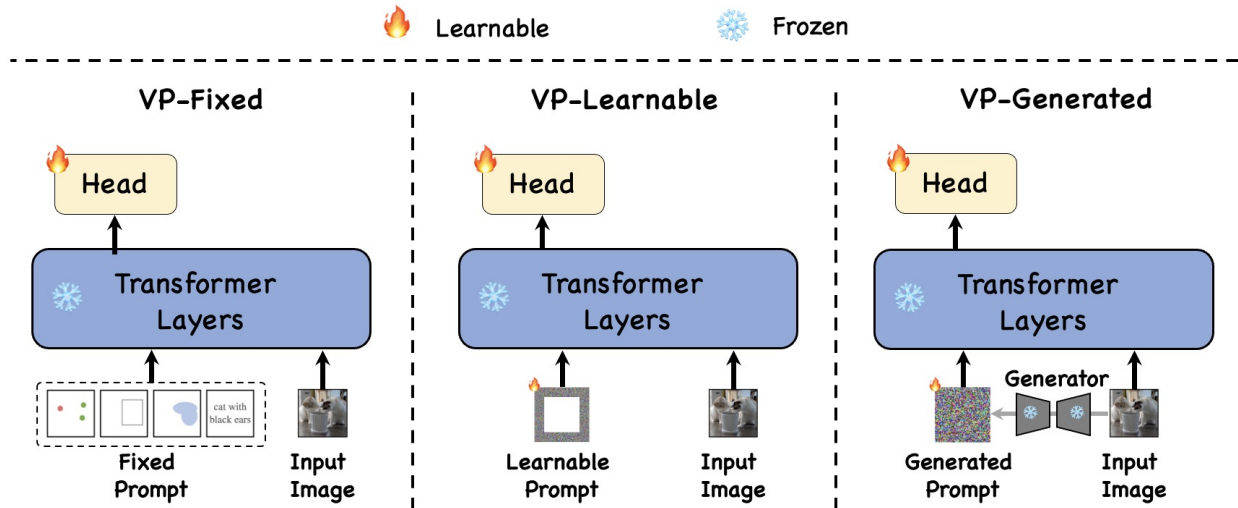 Learnable
Frozen
VP-Fixed
Head
Transformer
Layers
cat with
black ears
Fixed
Prompt
Input
Image
VP-Learnable
Head
Transformer
Layers
Learnable
Prompt
Input
Image
VP-Generated
Head
Transformer
Layers
Generator
Generated
Prompt
Input
Image